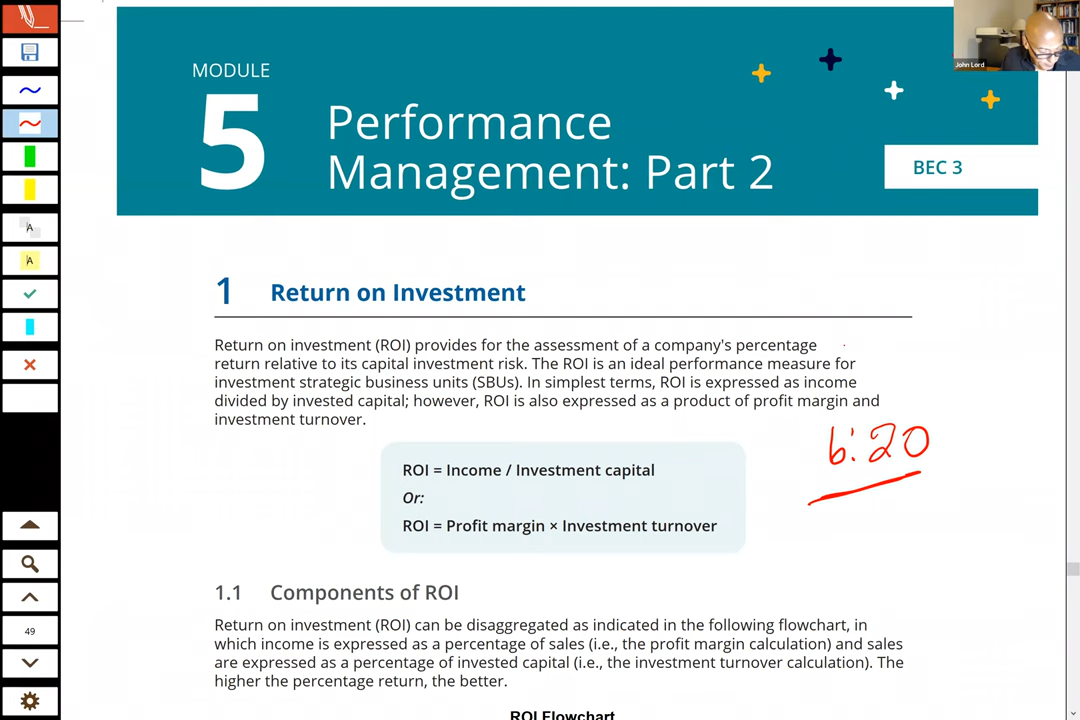 MODULE
5
Performance
Management: Part 2
BEC 3
John Lord
A
A
1 Return on Investment
Return on investment (ROI) provides for the assessment of a company's percentage
return relative to its capital investment risk. The ROI is an ideal performance measure for
investment strategic business units (SBUs). In simplest terms, ROI is expressed as income
divided by invested capital; however, ROI is also expressed as a product of profit margin and
investment turnover.
6:20
ROI = Income / Investment capital
Or:
ROI = Profit margin × Investment turnover
1.1 Components of ROI
Return on investment (ROI) can be disaggregated as indicated in the following flowchart, in
which income is expressed as a percentage of sales (i.e., the profit margin calculation) and sales
are expressed as a percentage of invested capital (i.e., the investment turnover calculation). The
higher the percentage return, the better.
49
ROI Flowchart